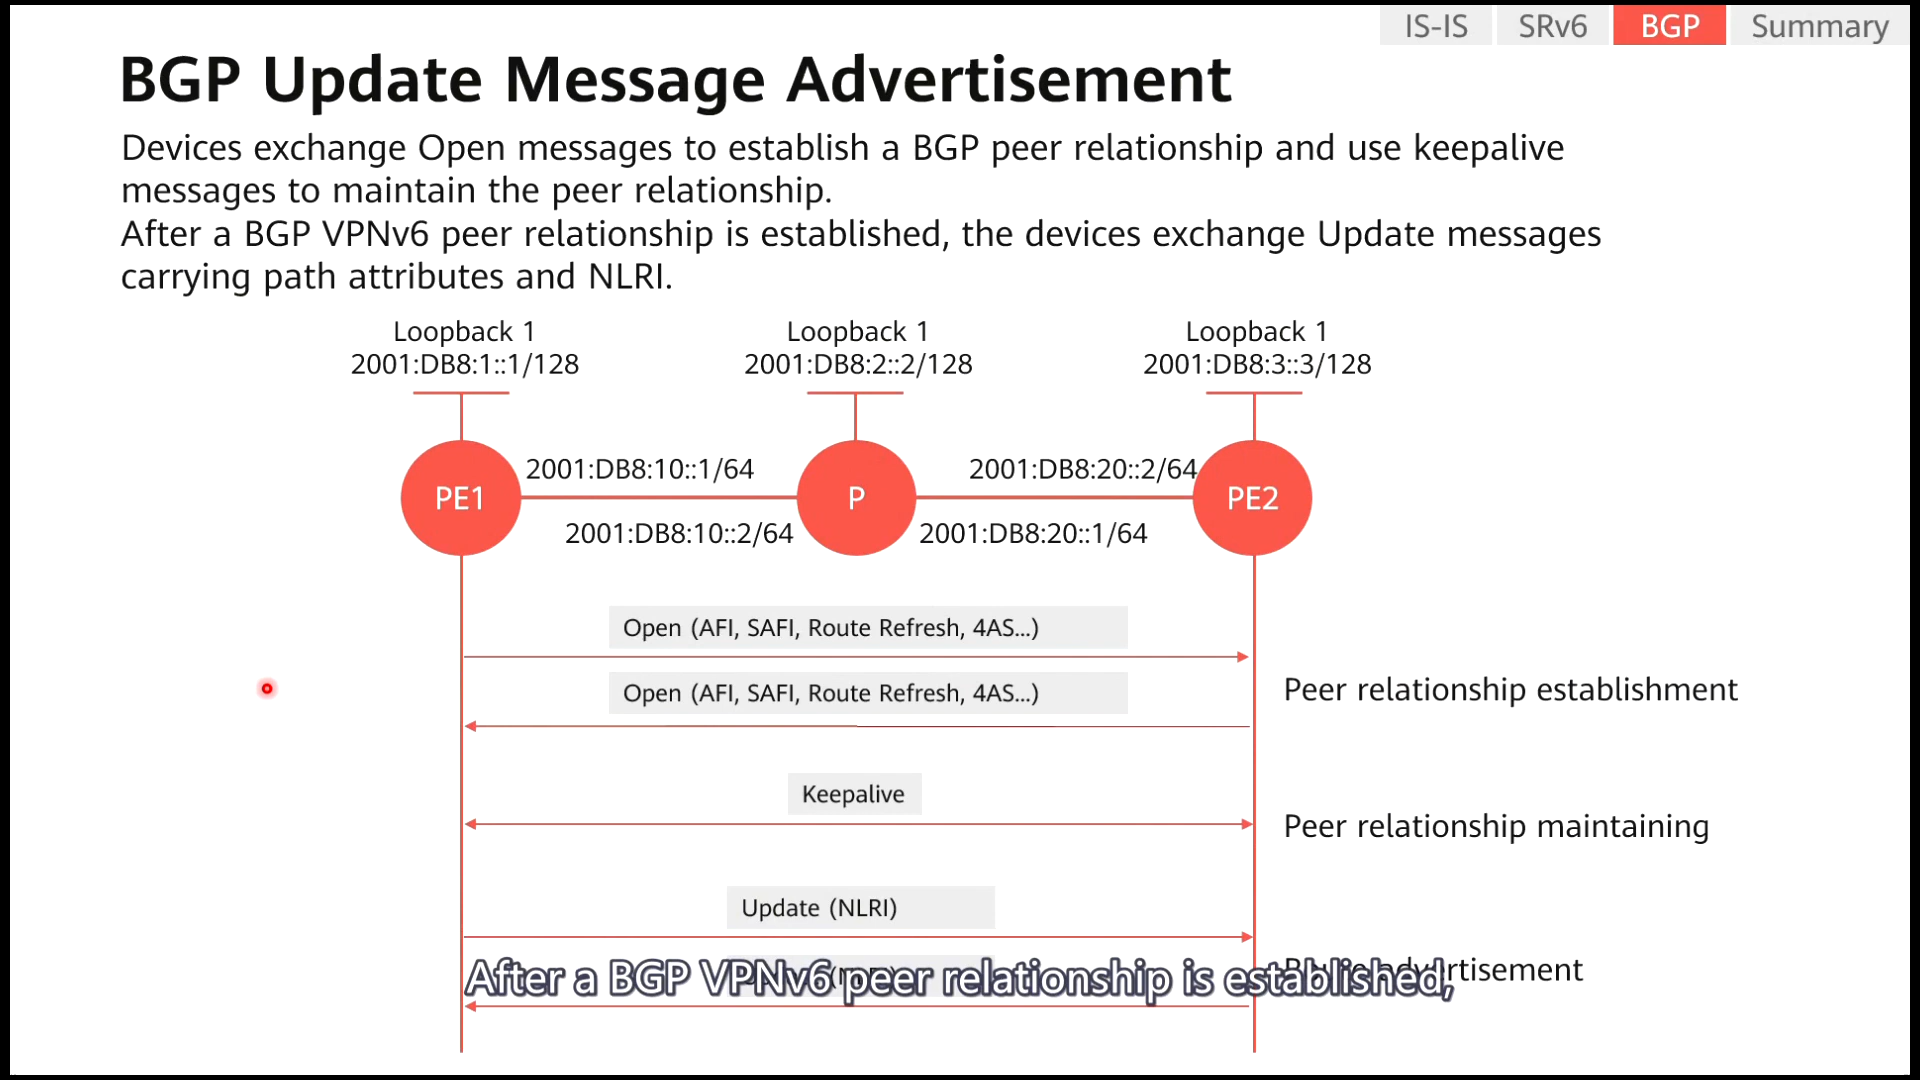 IS-IS SRv6 BGP Summary
BGP Update Message Advertisement
Devices exchange Open messages to establish a BGP peer relationship and use keepalive
messages to maintain the peer relationship.
After a BGP VPNv6 peer relationship is established, the devices exchange Update messages
carrying path attributes and NLRI.
Loopback 1
2001:DB8:1::1/128
Loopback 1
2001:DB8:2::2/128
Loopback 1
2001:DB8:3::3/128
PE1
2001:DB8:10::1/64
2001:DB8:10::2/64
P
2001:DB8:20::2/64
2001:DB8:20::1/64
PE2
Open (AFI, SAFI, Route Refresh, 4AS...)
Open (AFI, SAFI, Route Refresh, 4AS...)
Peer relationship establishment
Keepalive
Peer relationship maintaining
Update (NLRI)
After a BGP VPNv6 peer relationship is established,